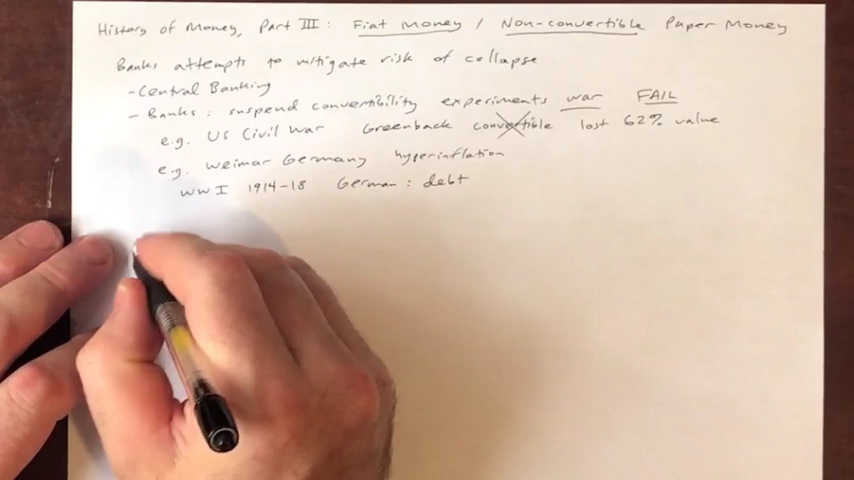 History of Money, Part III: Fiat Money / Non-convertible Paper Money
Banks attempts to mitigate risk of collapse
- Central Banking
- Banks: suspend convertibility experiments war FAIL
e.g. US Civil War Greenback convertible lost 62% value
e.g. Weimar Germany hyperinflation
WWI 1914-18 German: debt